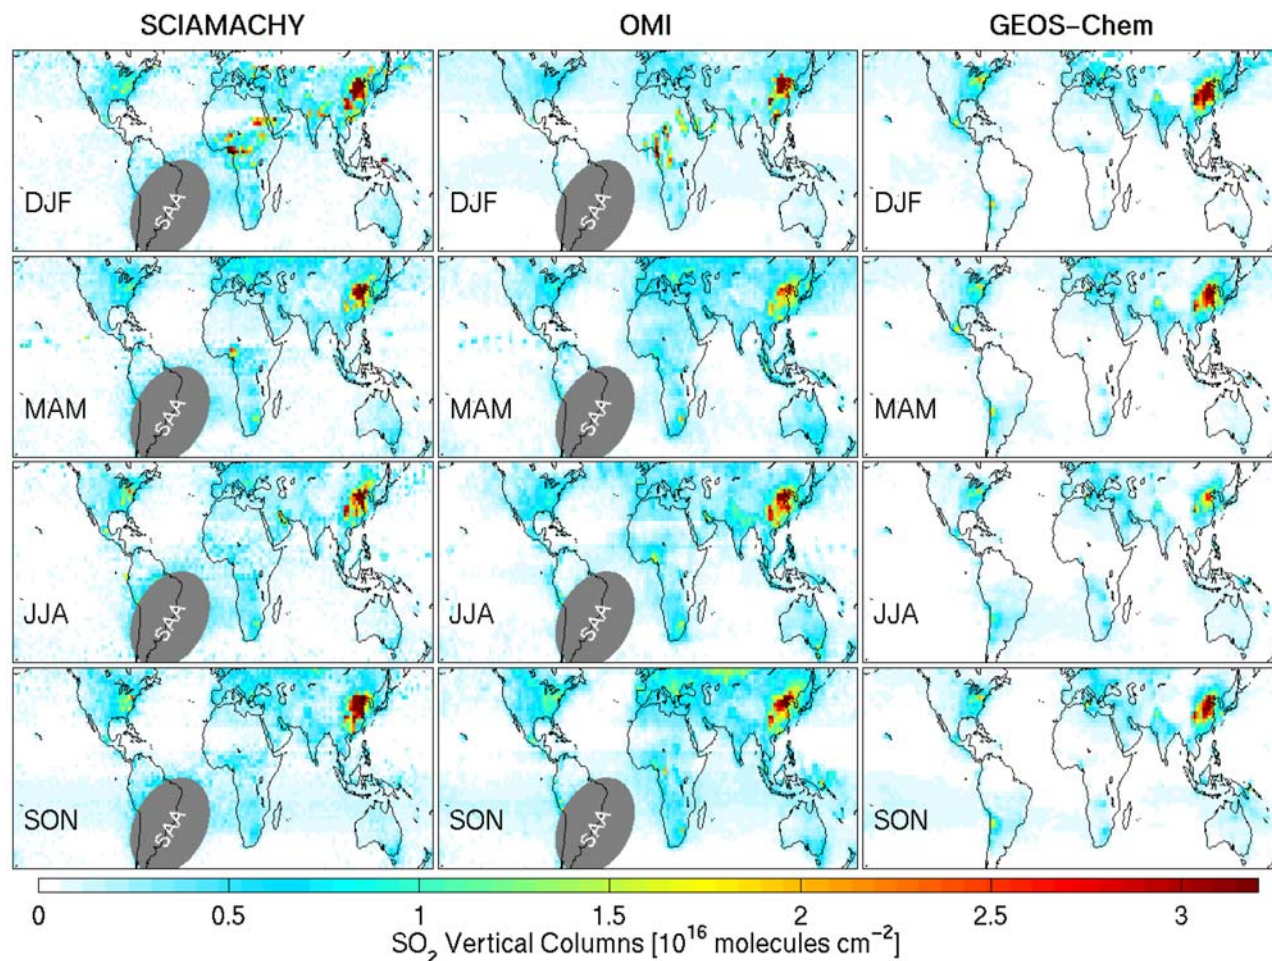 SCIAMACHY OMI GEOS-Chem
DJF SAA DJF SAA DJF
MAM SAA MAM SAA MAM
JJA SAA JJA SAA JJA
SON SAA SON SAA SON
0 0.5 1 1.5 2 2.5 3
SO₂ Vertical Columns [10¹⁶ molecules cm⁻²]